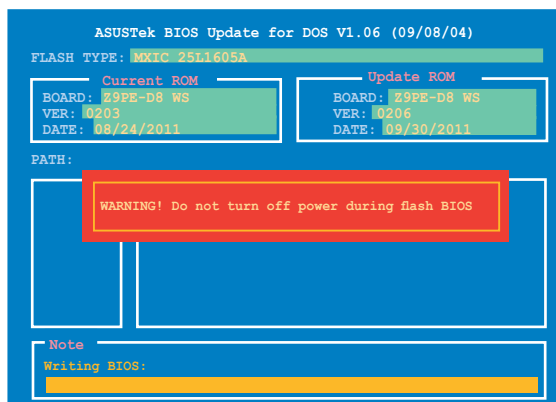 ASUSTek BIOS Update for DOS V1.06 (09/08/04)
FLASH TYPE: MXIC 25L1605A
Current ROM
BOARD: Z9PE-D8 WS
VER: 0203
DATE: 08/24/2011
Update ROM
BOARD: Z9PE-D8 WS
VER: 0206
DATE: 09/30/2011
PATH:
WARNING! Do not turn off power during flash BIOS
Note
Writing BIOS: